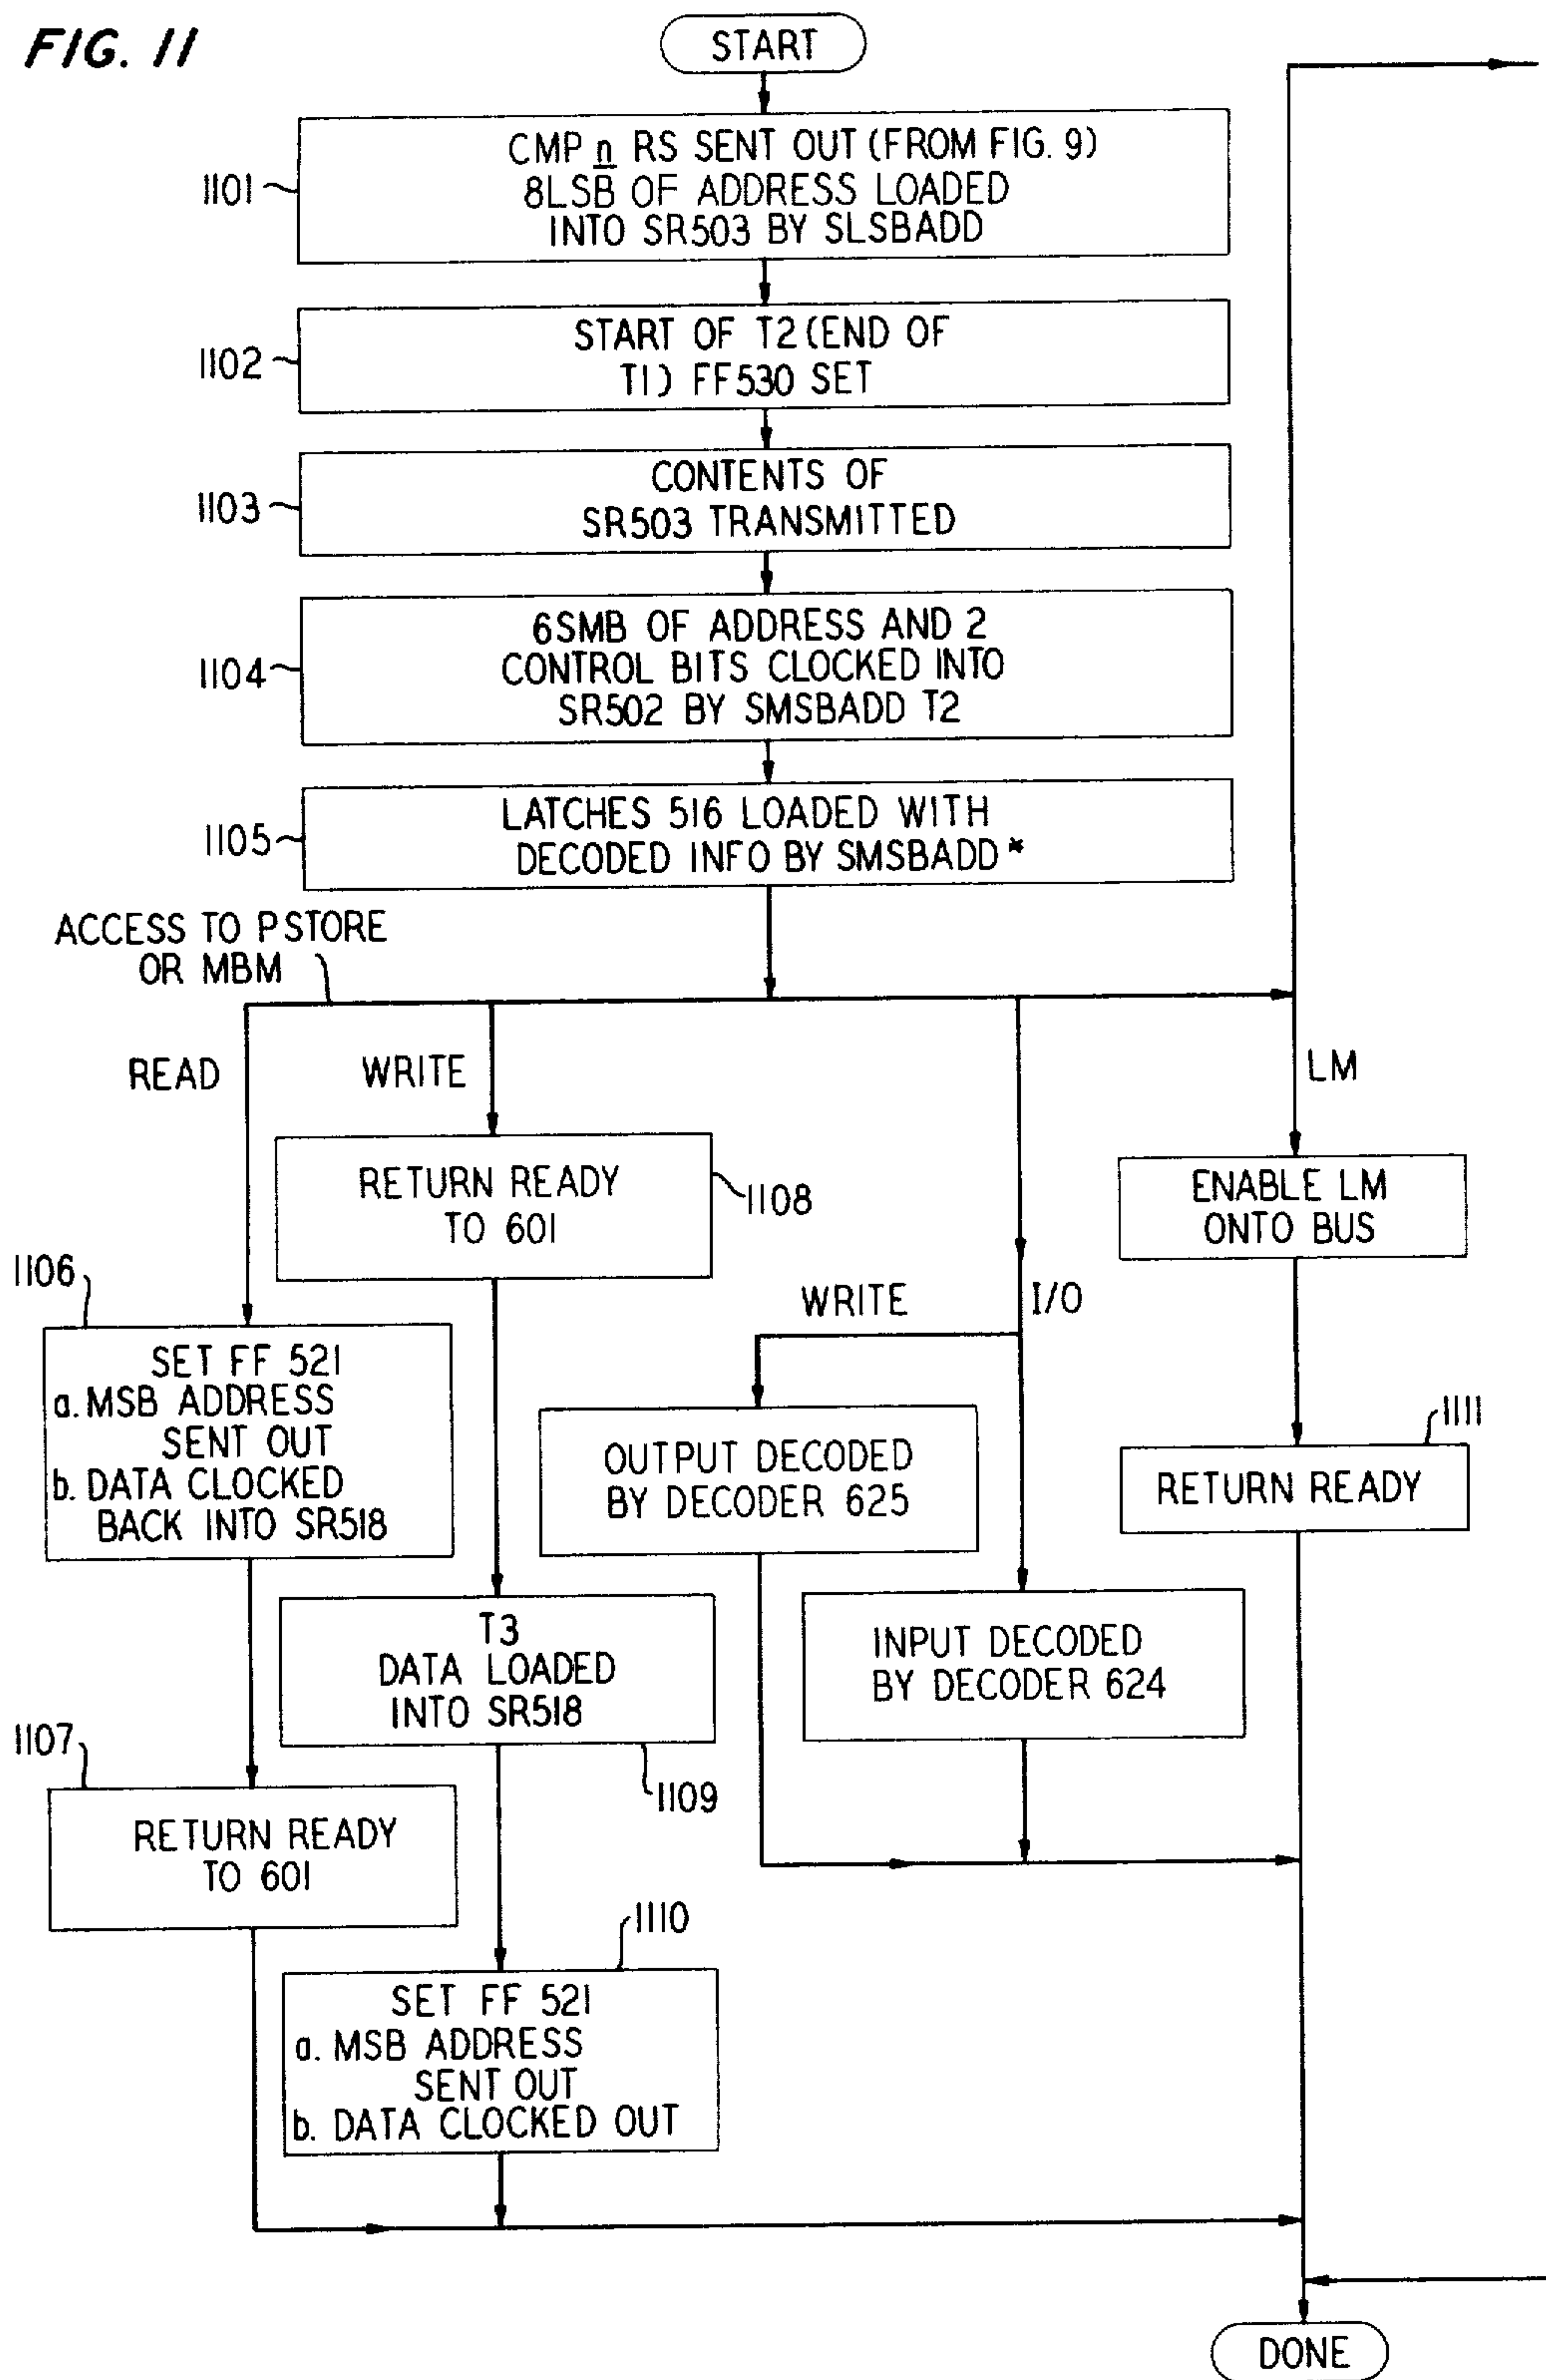 FIG. 11
START
1101
CMP n RS SENT OUT (FROM FIG. 9)
8LSB OF ADDRESS LOADED
INTO SR503 BY SLSBADD
1102
START OF T2 (END OF
T1) FF530 SET
1103
CONTENTS OF
SR503 TRANSMITTED
1104
6SMB OF ADDRESS AND 2
CONTROL BITS CLOCKED INTO
SR502 BY SMSBADD T2
1105
LATCHES 516 LOADED WITH
DECODED INFO BY SMSBADD*
ACCESS TO PSTORE
OR MBM
READ
WRITE
LM
RETURN READY
TO 601
1108
ENABLE LM
ONTO BUS
1106
SET FF 521
a. MSB ADDRESS
SENT OUT
b. DATA CLOCKED
BACK INTO SR518
WRITE
I/O
OUTPUT DECODED
BY DECODER 625
1111
RETURN READY
T3
DATA LOADED
INTO SR518
1109
INPUT DECODED
BY DECODER 624
1107
RETURN READY
TO 601
1110
SET FF 521
a. MSB ADDRESS
SENT OUT
b. DATA CLOCKED OUT
DONE